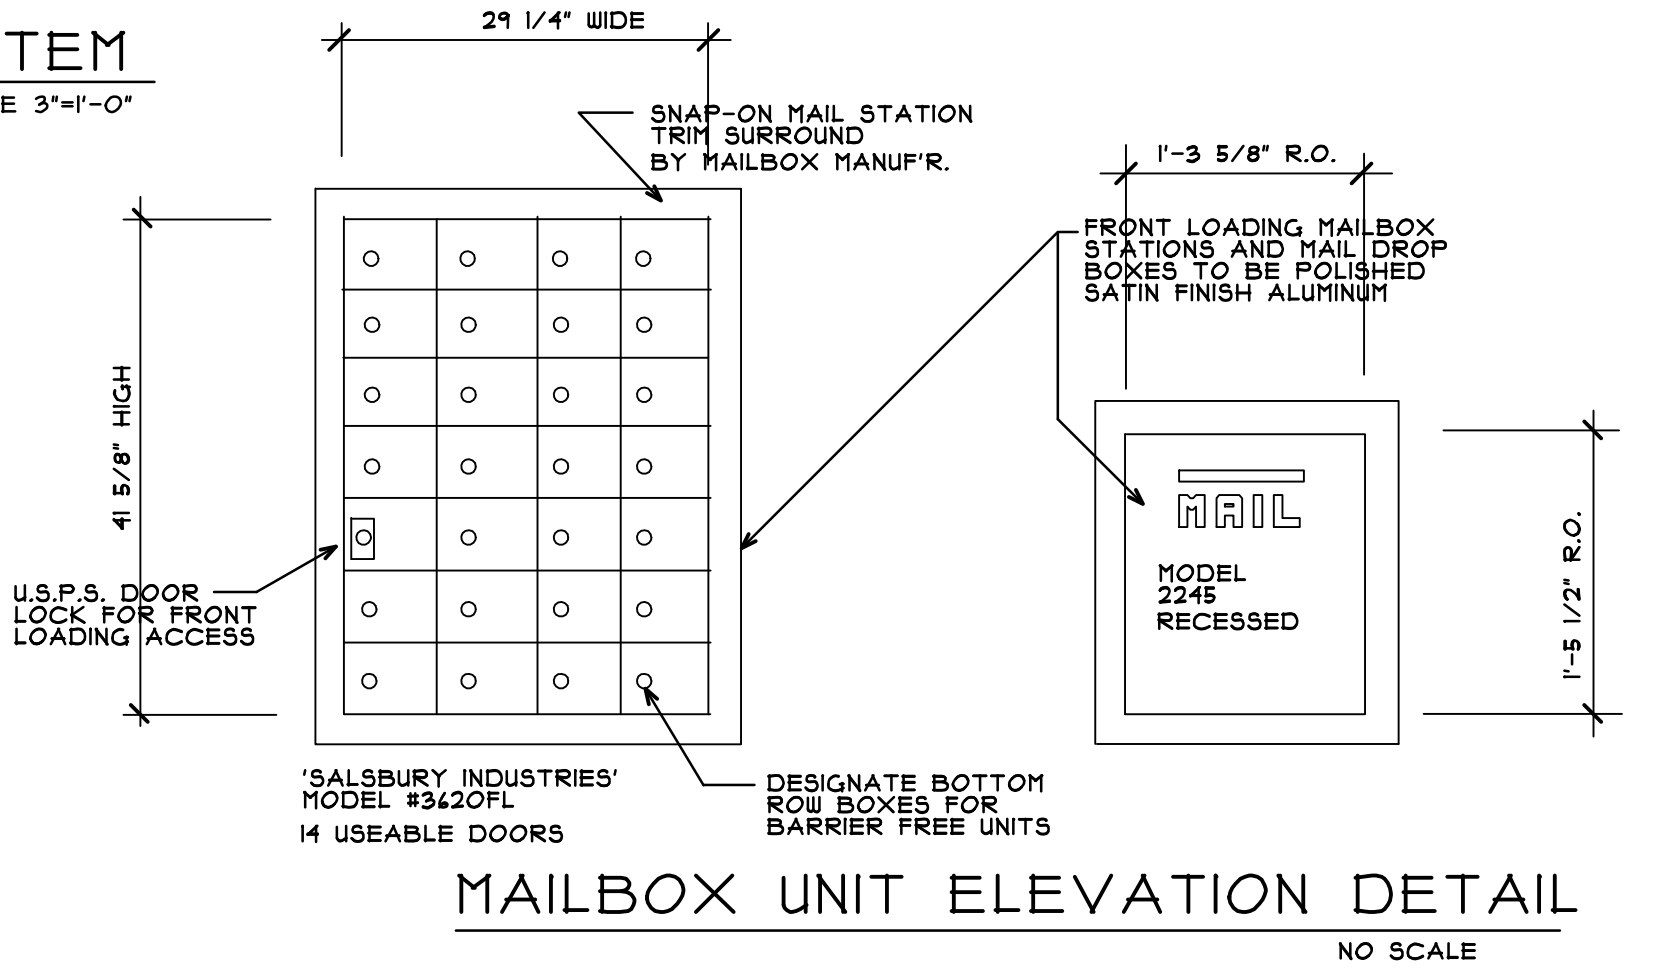 TEM
E 3"=1'-0"
29 1/4" WIDE
SNAP-ON MAIL STATION
TRIM SURROUND
BY MAILBOX MANUF'R.
1'-3 5/8" R.O.
FRONT LOADING MAILBOX
STATIONS AND MAIL DROP
BOXES TO BE POLISHED
SATIN FINISH ALUMINUM
41 5/8" HIGH
U.S.P.S. DOOR
LOCK FOR FRONT
LOADING ACCESS
MAIL
MODEL
2245
RECESSED
1'-5 1/2" R.O.
'SALSBURY INDUSTRIES'
MODEL #3620FL
14 USEABLE DOORS
DESIGNATE BOTTOM
ROW BOXES FOR
BARRIER FREE UNITS
MAILBOX UNIT ELEVATION DETAIL
NO SCALE